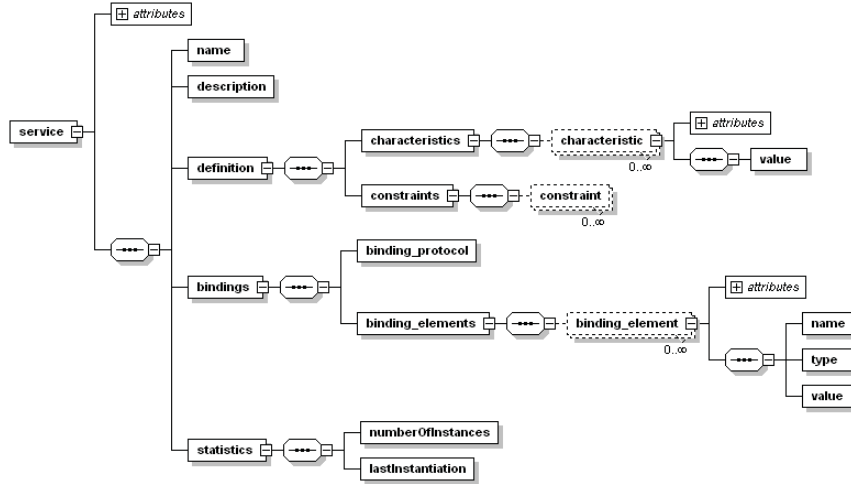 attributes
name
description
service
characteristics
characteristic
attributes
0..∞
value
definition
constraints
constraint
0..∞
binding_protocol
bindings
attributes
binding_elements
binding_element
0..∞
name
type
value
numberOfInstances
statistics
lastInstantiation